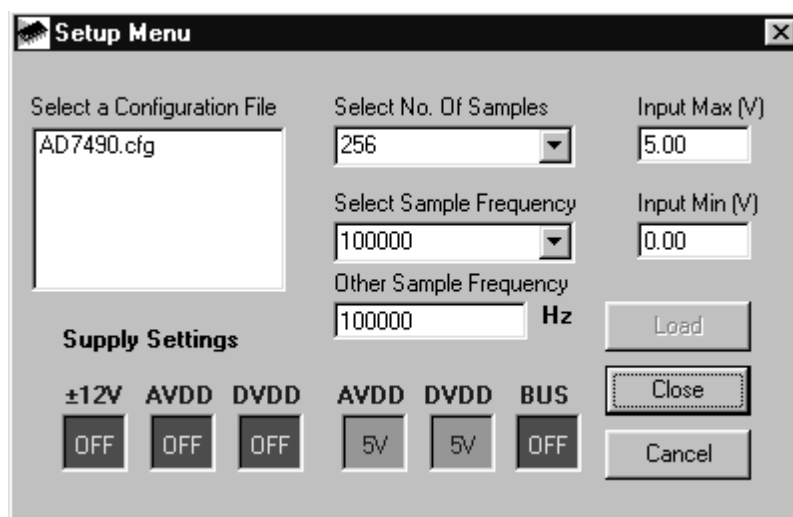 Setup Menu
Select a Configuration File
AD7490.cfg
Select No. Of Samples
256
Select Sample Frequency
100000
Other Sample Frequency
100000 Hz
Input Max (V)
5.00
Input Min (V)
0.00
Supply Settings
±12V AVDD DVDD AVDD DVDD BUS
OFF OFF OFF 5V 5V OFF
Load
Close
Cancel